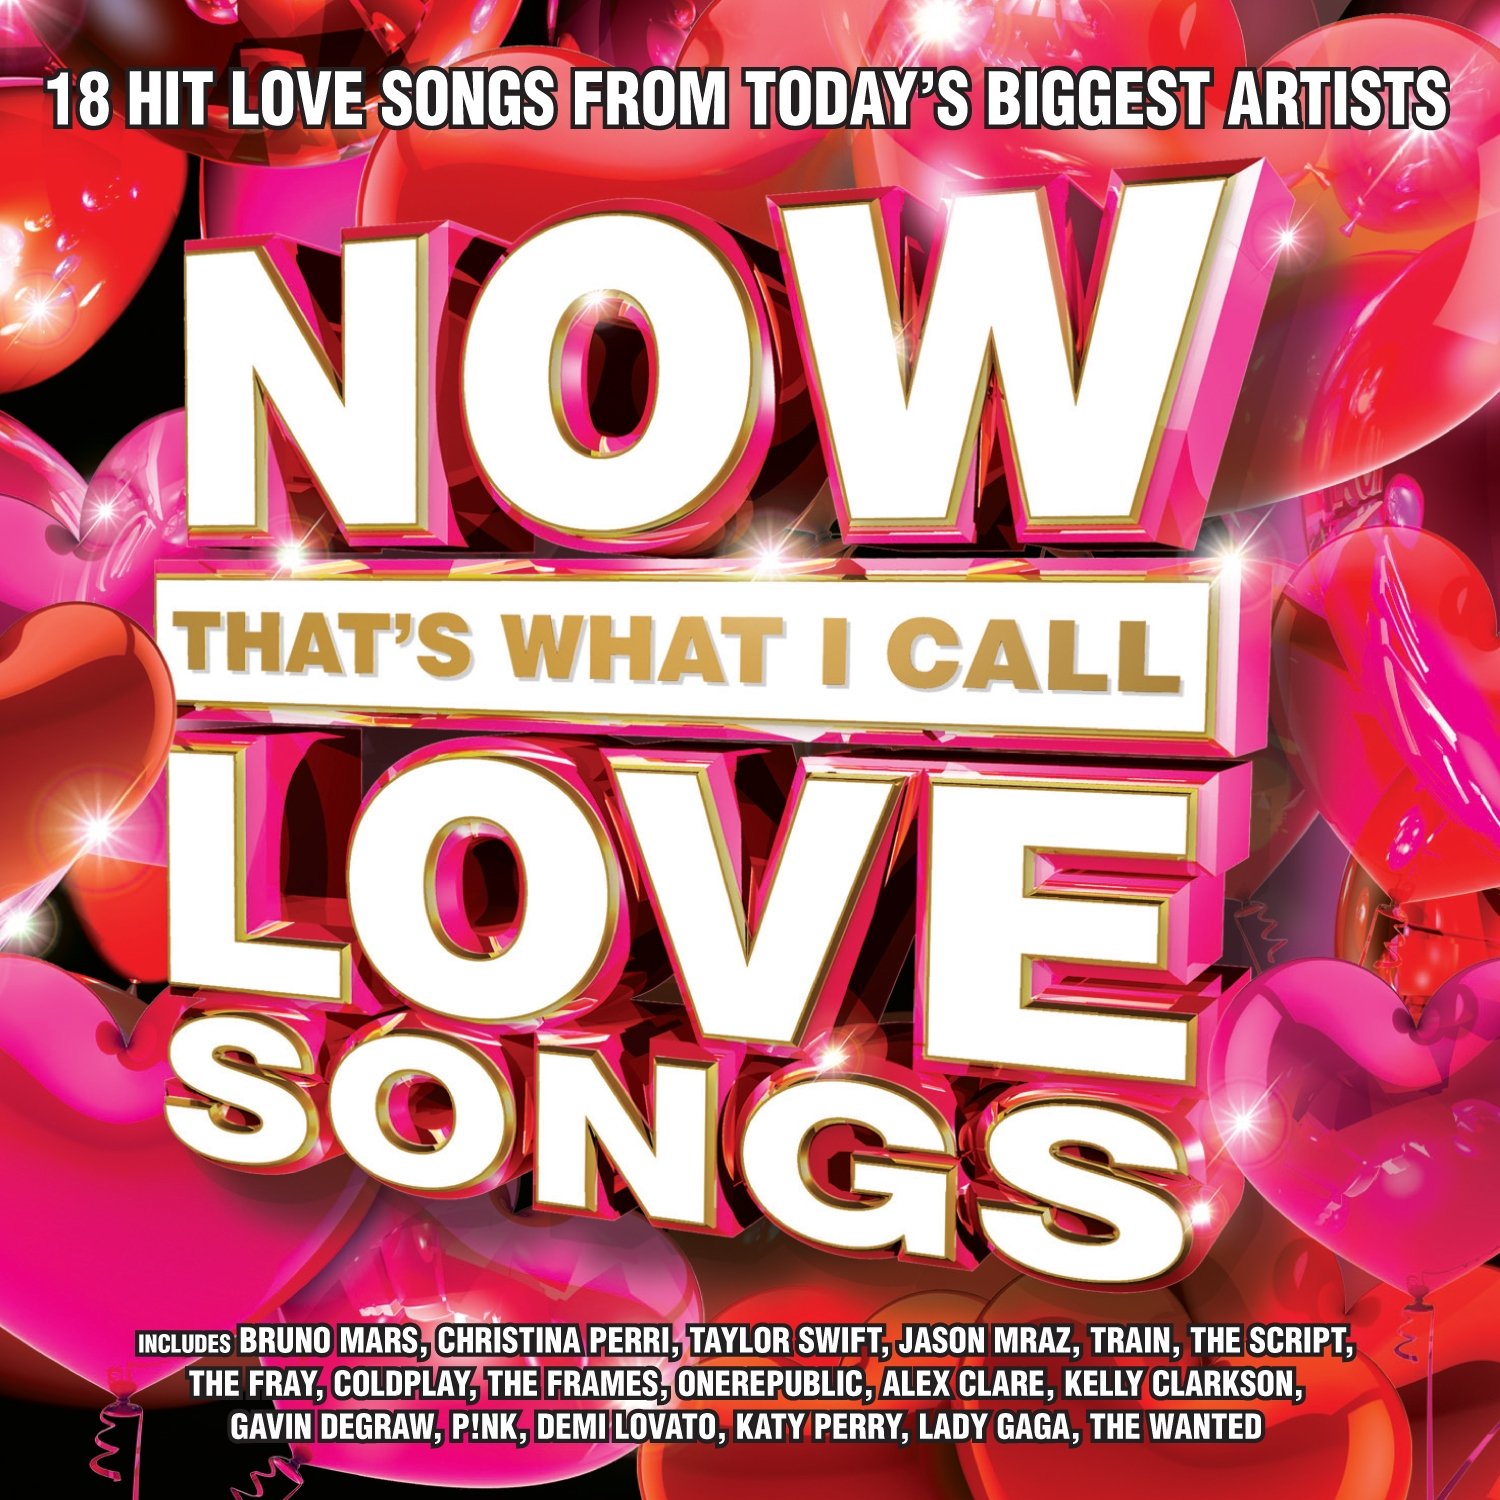 18 HIT LOVE SONGS FROM TODAY'S BIGGEST ARTISTS
NOW
THAT'S WHAT I CALL
LOVE
SONGS
INCLUDES BRUNO MARS, CHRISTINA PERRI, TAYLOR SWIFT, JASON MRAZ, TRAIN, THE SCRIPT,
THE FRAY, COLDPLAY, THE FRAMES, ONEREPUBLIC, ALEX CLARE, KELLY CLARKSON,
GAVIN DEGRAW, P!NK, DEMI LOVATO, KATY PERRY, LADY GAGA, THE WANTED